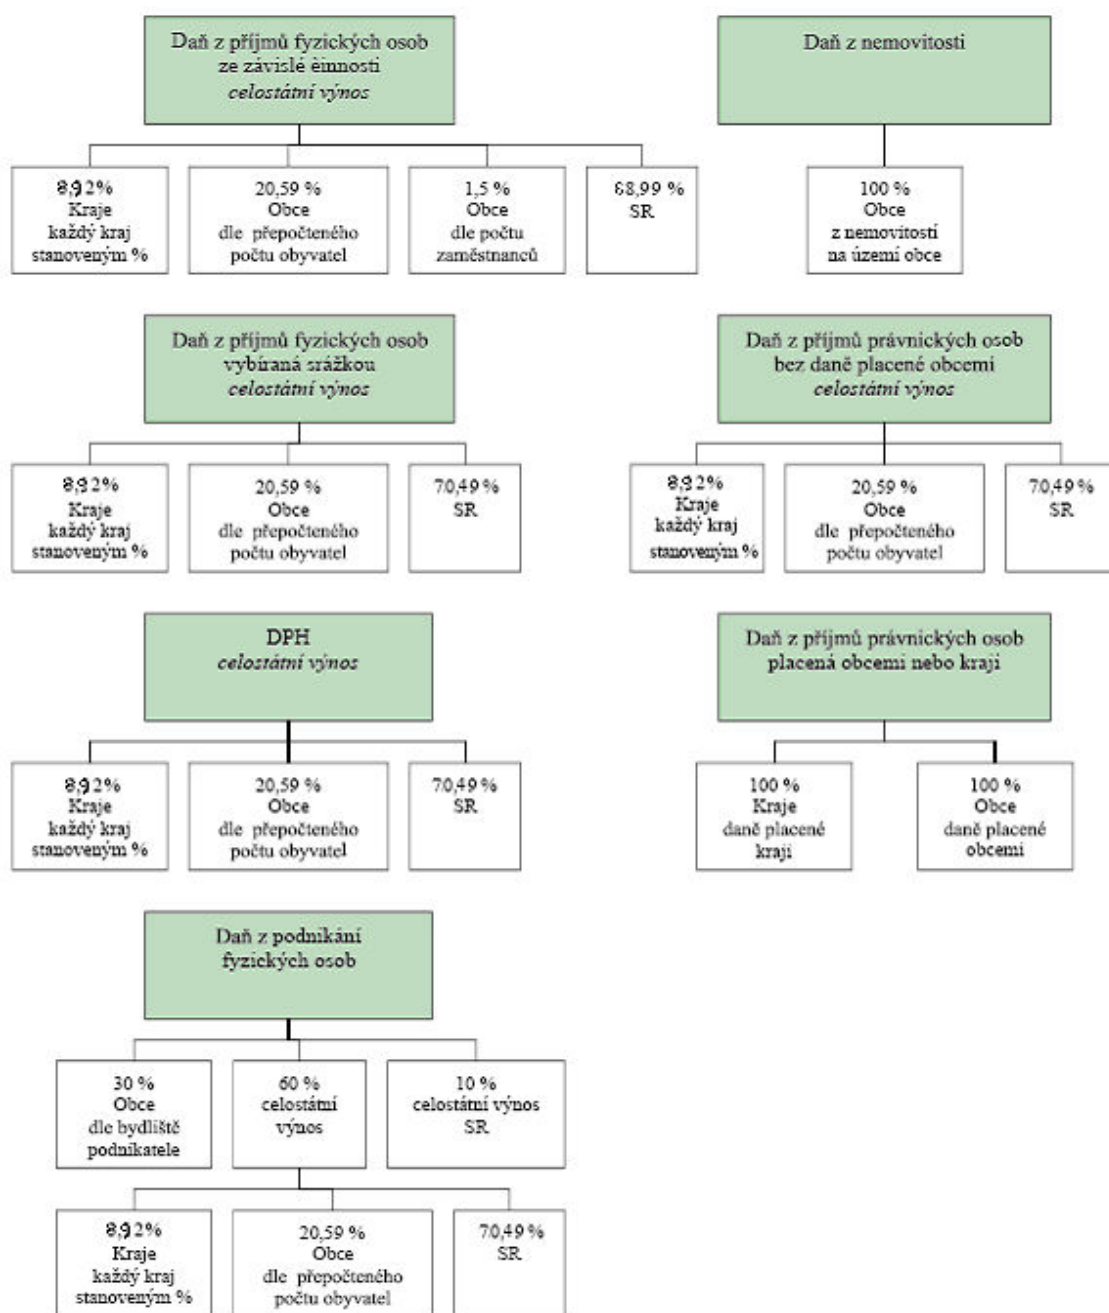 Daň z příjmů fyzických osob
ze závislé èinnosti
celostátní výnos
8,92%
Kraje
každý kraj
stanoveným %
20,59 %
Obce
dle přepočteného
počtu obyvatel
1,5 %
Obce
dle počtu
zaměstnanců
68,99 %
SR
Daň z nemovitosti
100 %
Obce
z nemovitostí
na území obce
Daň z příjmů fyzických osob
vybíraná srážkou
celostátní výnos
8,92%
Kraje
každý kraj
stanoveným %
20,59 %
Obce
dle přepočteného
počtu obyvatel
70,49 %
SR
Daň z příjmů právnických osob
bez daně placené obcemi
celostátní výnos
8,92%
Kraje
každý kraj
stanoveným %
20,59 %
Obce
dle přepočteného
počtu obyvatel
70,49 %
SR
DPH
celostátní výnos
8,92%
Kraje
každý kraj
stanoveným %
20,59 %
Obce
dle přepočteného
počtu obyvatel
70,49 %
SR
Daň z příjmů právnických osob
placená obcemi nebo kraji
100 %
Kraje
daně placené
kraji
100 %
Obce
daně placené
obcemi
Daň z podnikání
fyzických osob
30 %
Obce
dle bydliště
podnikatele
60 %
celostátní
výnos
10 %
celostátní výnos
SR
8,92%
Kraje
každý kraj
stanoveným %
20,59 %
Obce
dle přepočteného
počtu obyvatel
70,49 %
SR